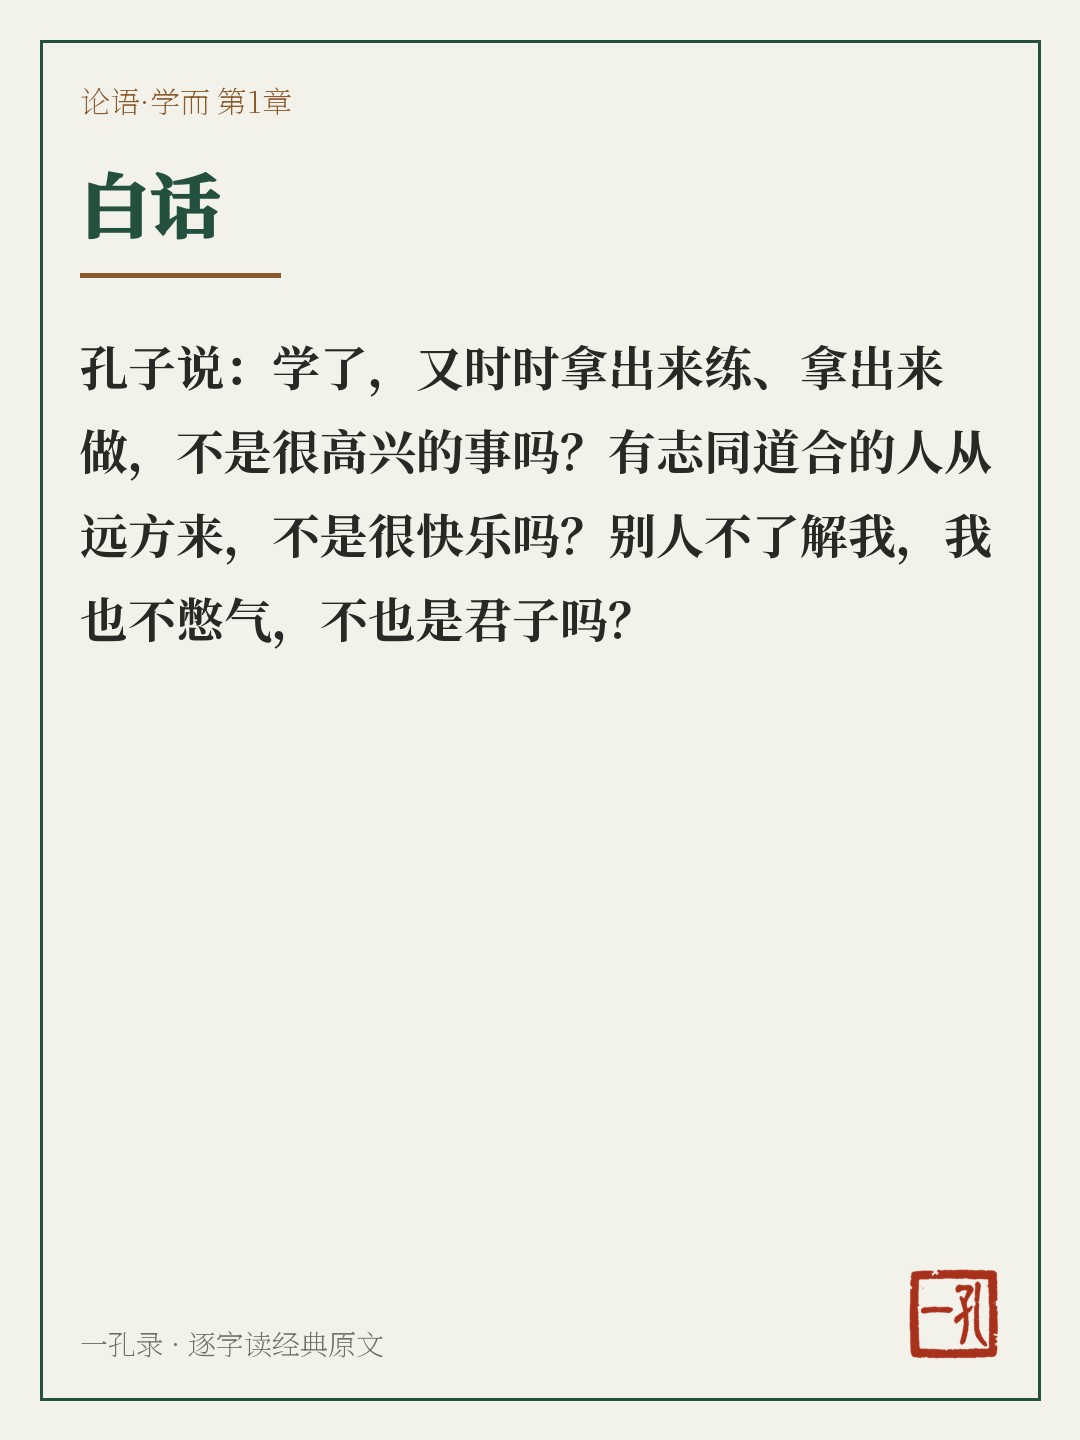 论语·学而 第1章
白话
孔子说：学了，又时时拿出来练、拿出来
做，不是很高兴的事吗？有志同道合的人从
远方来，不是很快乐吗？别人不了解我，我
也不憋气，不也是君子吗？
一孔
一孔录 · 逐字读经典原文